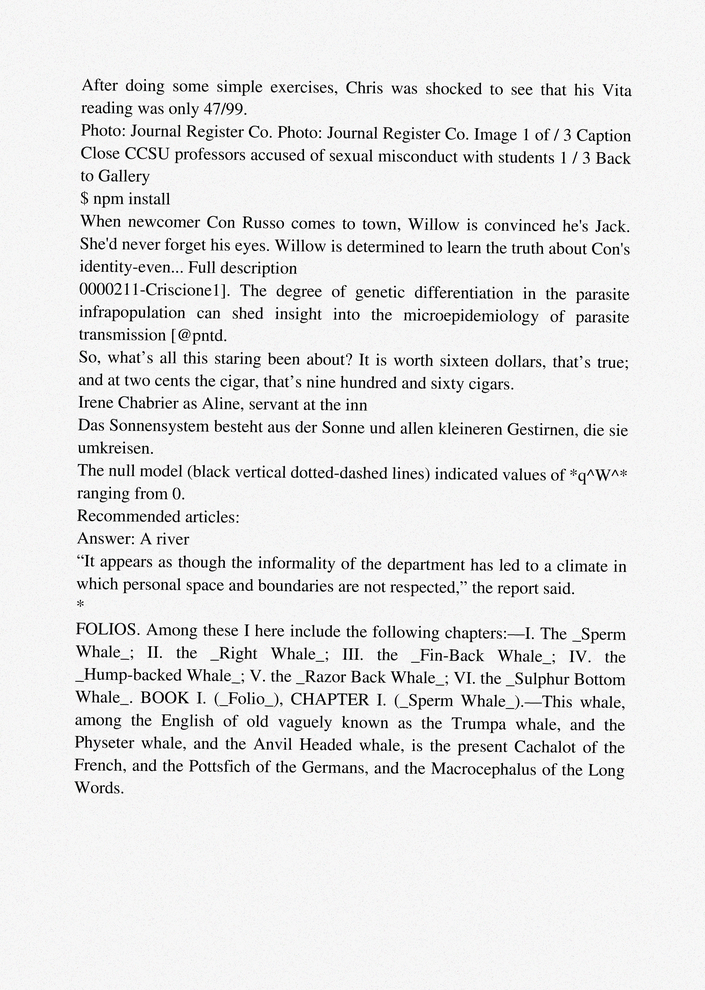 After doing some simple exercises, Chris was shocked to see that his Vita
reading was only 47/99.
Photo: Journal Register Co. Photo: Journal Register Co. Image 1 of / 3 Caption
Close CCSU professors accused of sexual misconduct with students 1 / 3 Back
to Gallery
$ npm install
When newcomer Con Russo comes to town, Willow is convinced he's Jack.
She'd never forget his eyes. Willow is determined to learn the truth about Con's
identity-even... Full description
0000211-Criscione1]. The degree of genetic differentiation in the parasite
infrapopulation can shed insight into the microepidemiology of parasite
transmission [@pntd.
So, what’s all this staring been about? It is worth sixteen dollars, that’s true;
and at two cents the cigar, that’s nine hundred and sixty cigars.
Irene Chabrier as Aline, servant at the inn
Das Sonnensystem besteht aus der Sonne und allen kleineren Gestirnen, die sie
umkreisen.
The null model (black vertical dotted-dashed lines) indicated values of *q^W^*
ranging from 0.
Recommended articles:
Answer: A river
“It appears as though the informality of the department has led to a climate in
which personal space and boundaries are not respected,” the report said.
*
FOLIOS. Among these I here include the following chapters:—I. The _Sperm
Whale_; II. the _Right Whale_; III. the _Fin-Back Whale_; IV. the
_Hump-backed Whale_; V. the _Razor Back Whale_; VI. the _Sulphur Bottom
Whale_. BOOK I. (_Folio_), CHAPTER I. (_Sperm Whale_).—This whale,
among the English of old vaguely known as the Trumpa whale, and the
Physeter whale, and the Anvil Headed whale, is the present Cachalot of the
French, and the Pottsfich of the Germans, and the Macrocephalus of the Long
Words.